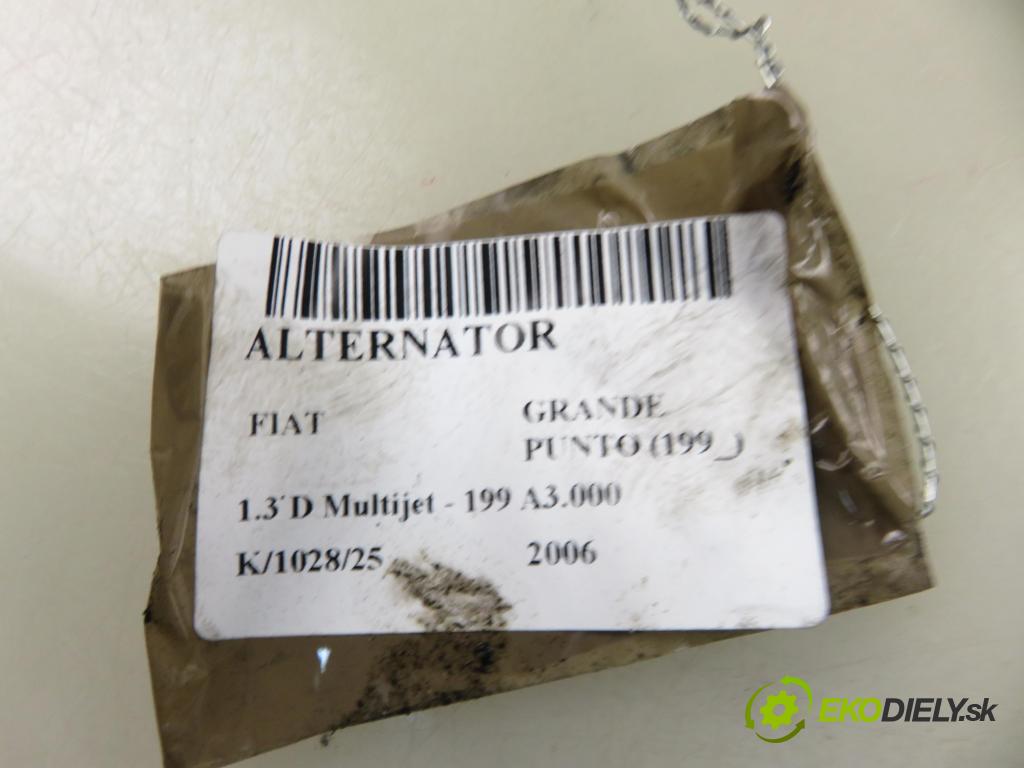 ALTERNATOR
FIAT
GRANDE
PUNTO (199_)
1.3 D Multijet - 199 A3.000
K/1028/25
2006
EKODIELY.sk